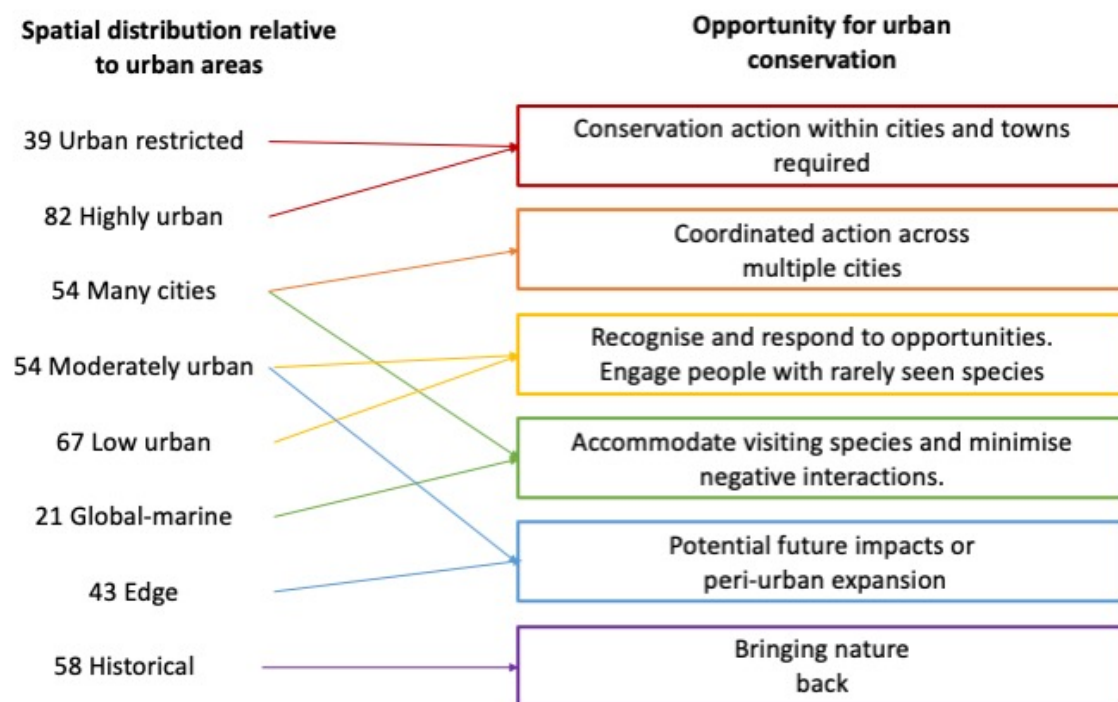 Spatial distribution relative
to urban areas
Opportunity for urban
conservation
39 Urban restricted
82 Highly urban
54 Many cities
54 Moderately urban
67 Low urban
21 Global-marine
43 Edge
58 Historical
Conservation action within cities and towns
required
Coordinated action across
multiple cities
Recognise and respond to opportunities.
Engage people with rarely seen species
Accommodate visiting species and minimise
negative interactions.
Potential future impacts or
peri-urban expansion
Bringing nature
back